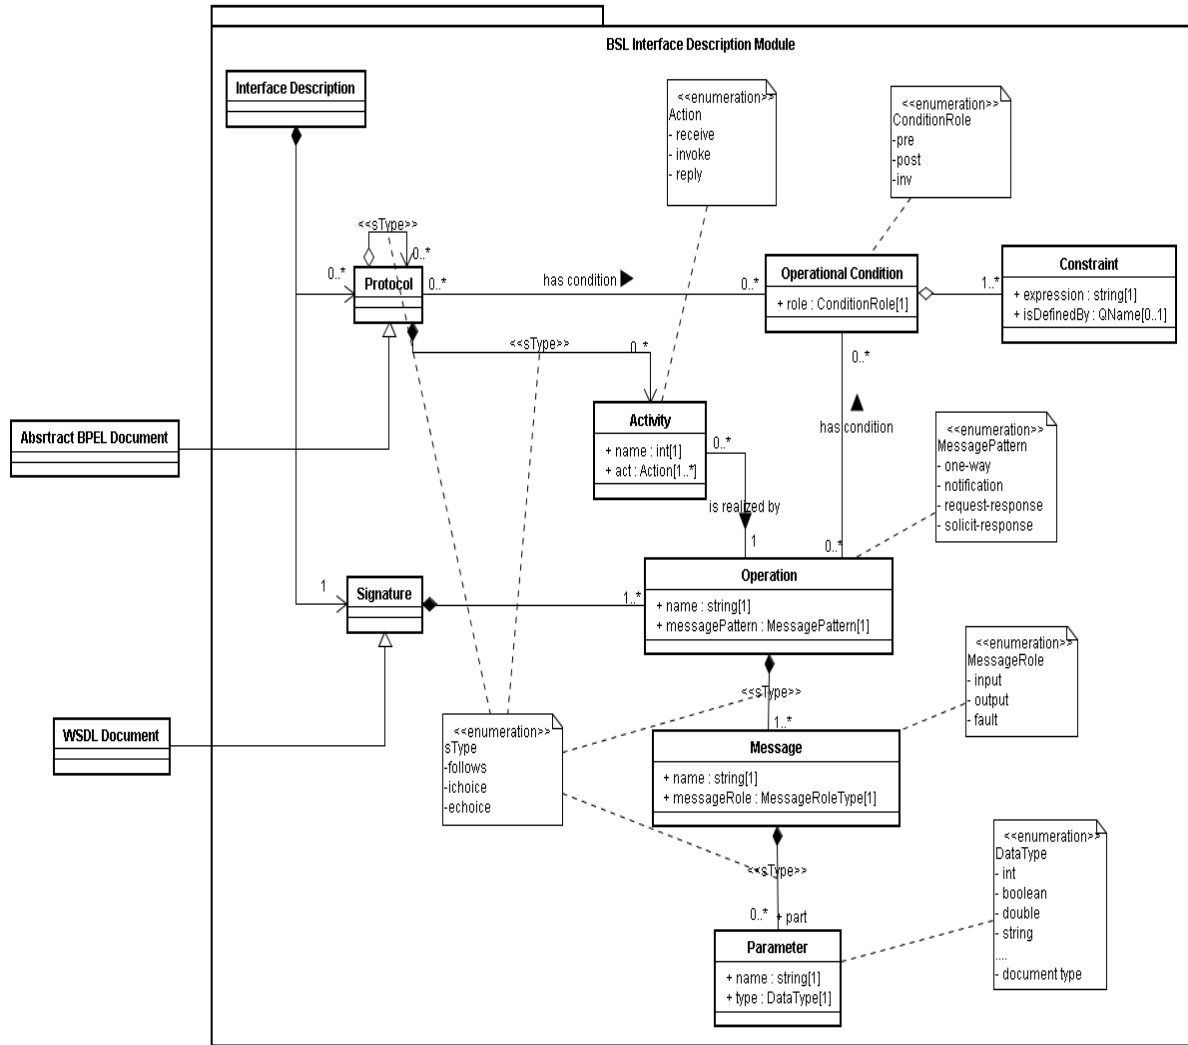 BSL Interface Description Module
Interface Description
<<enumeration>>
Action
- receive
- invoke
- reply
<<enumeration>>
ConditionRole
-pre
-post
-inv
<<sType>>
0..*
0..*
Protocol
0..*
has condition
0..*
Operational Condition
+ role : ConditionRole[1]
1..*
Constraint
+ expression : string[1]
+ isDefinedBy : QName[0..1]
<<sType>>
0..*
0..*
has condition
Absrtract BPEL Document
Activity
+ name : int[1]
+ act : Action[1..*]
0..*
is realized by
1
0..*
<<enumeration>>
MessagePattern
- one-way
- notification
- request-response
- solicit-response
1
Signature
1..*
Operation
+ name : string[1]
+ messagePattern : MessagePattern[1]
<<enumeration>>
MessageRole
- input
- output
- fault
<<sType>>
1..*
WSDL Document
<<enumeration>>
sType
-follows
-ichoice
-echoice
Message
+ name : string[1]
+ messageRole : MessageRoleType[1]
<<sType>>
0..*
+ part
<<enumeration>>
DataType
- int
- boolean
- double
- string
....
- document type
Parameter
+ name : string[1]
+ type : DataType[1]